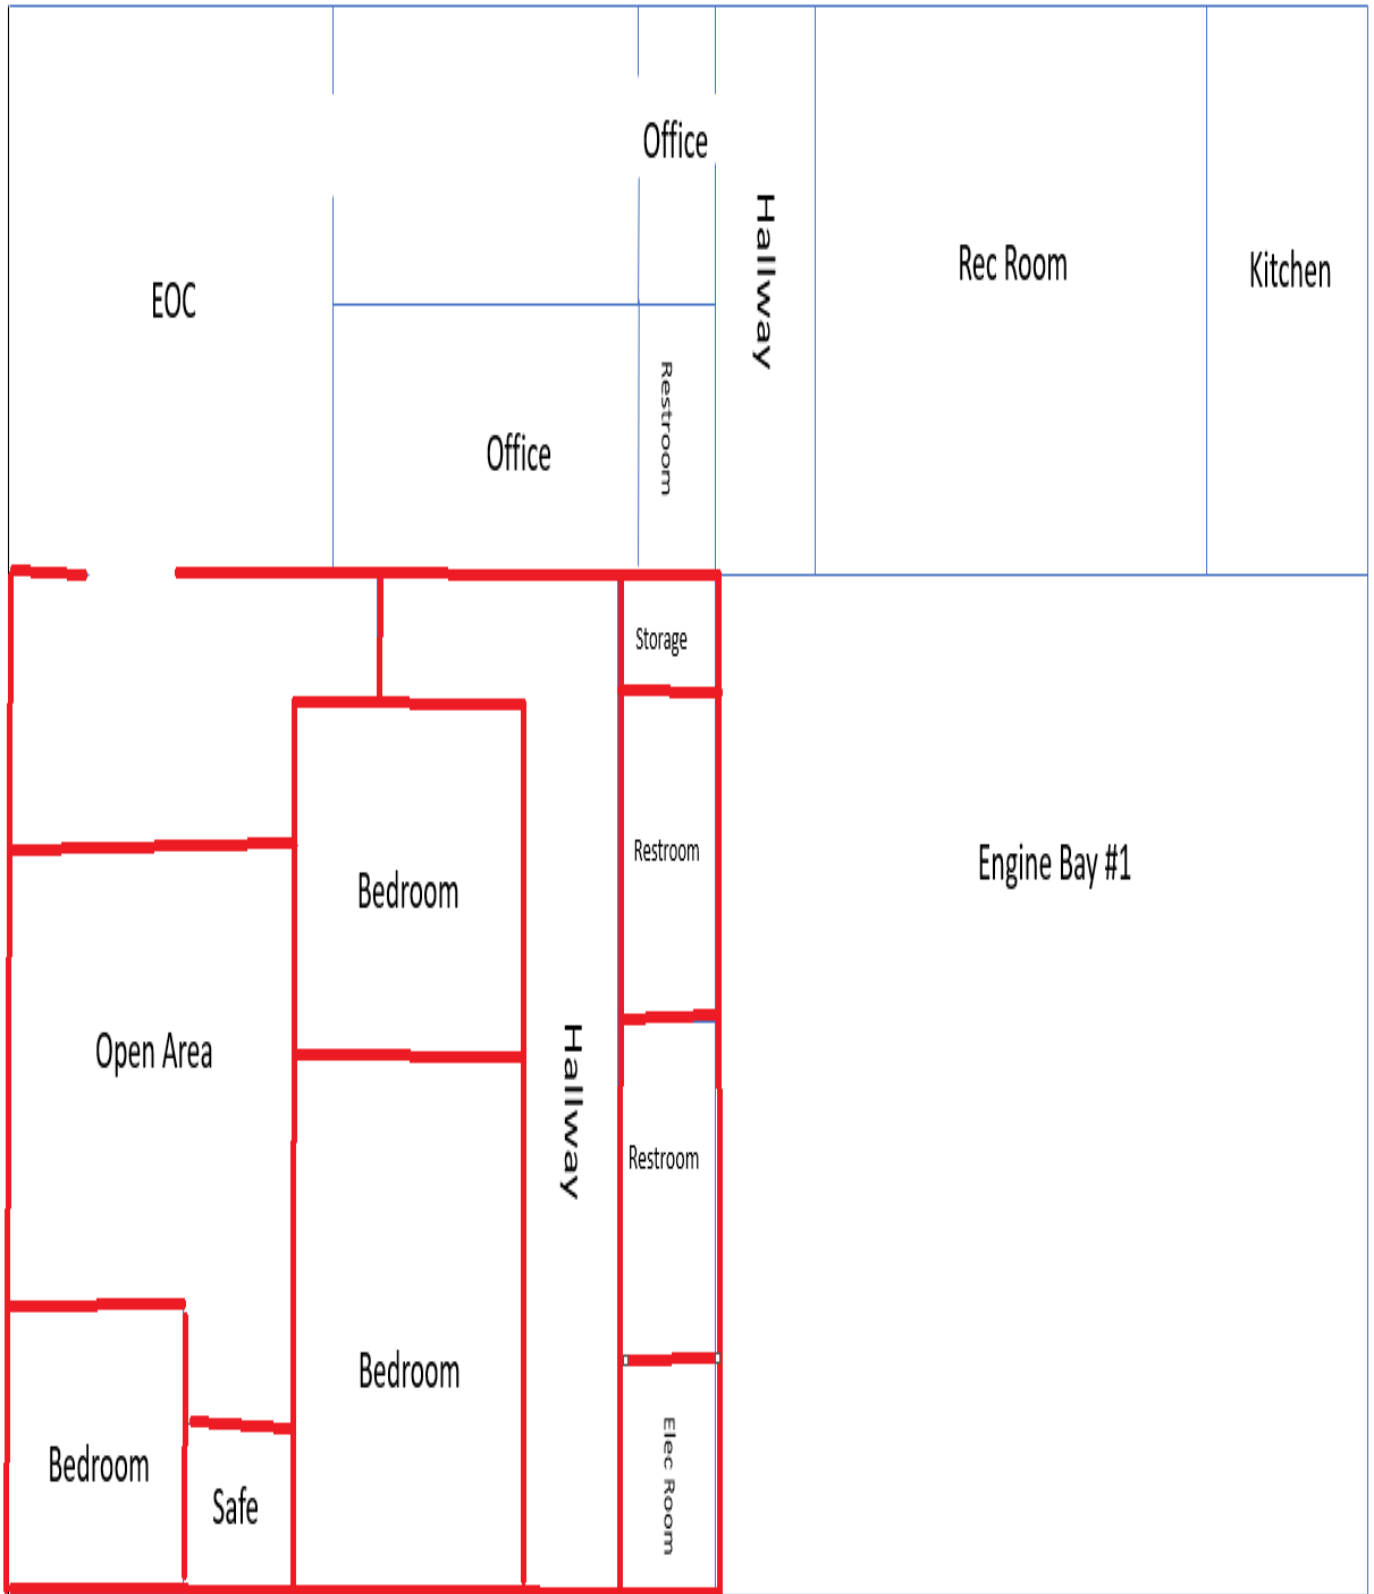 Office
Hallway
Rec Room
Kitchen
EOC
Restroom
Office
Storage
Restroom
Engine Bay #1
Bedroom
Open Area
Hallway
Restroom
Bedroom
Bedroom
Safe
Elec Room